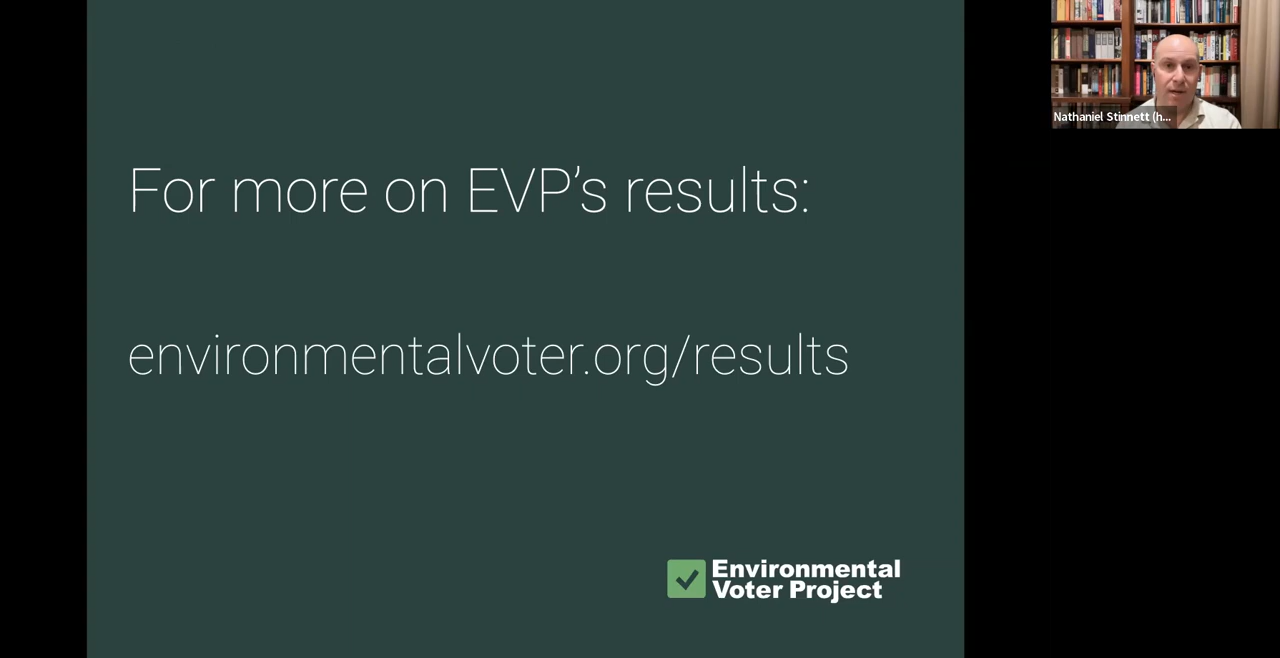 For more on EVP's results:
environmentalvoter.org/results
Environmental
Voter Project
Nathaniel Stinnett (h...